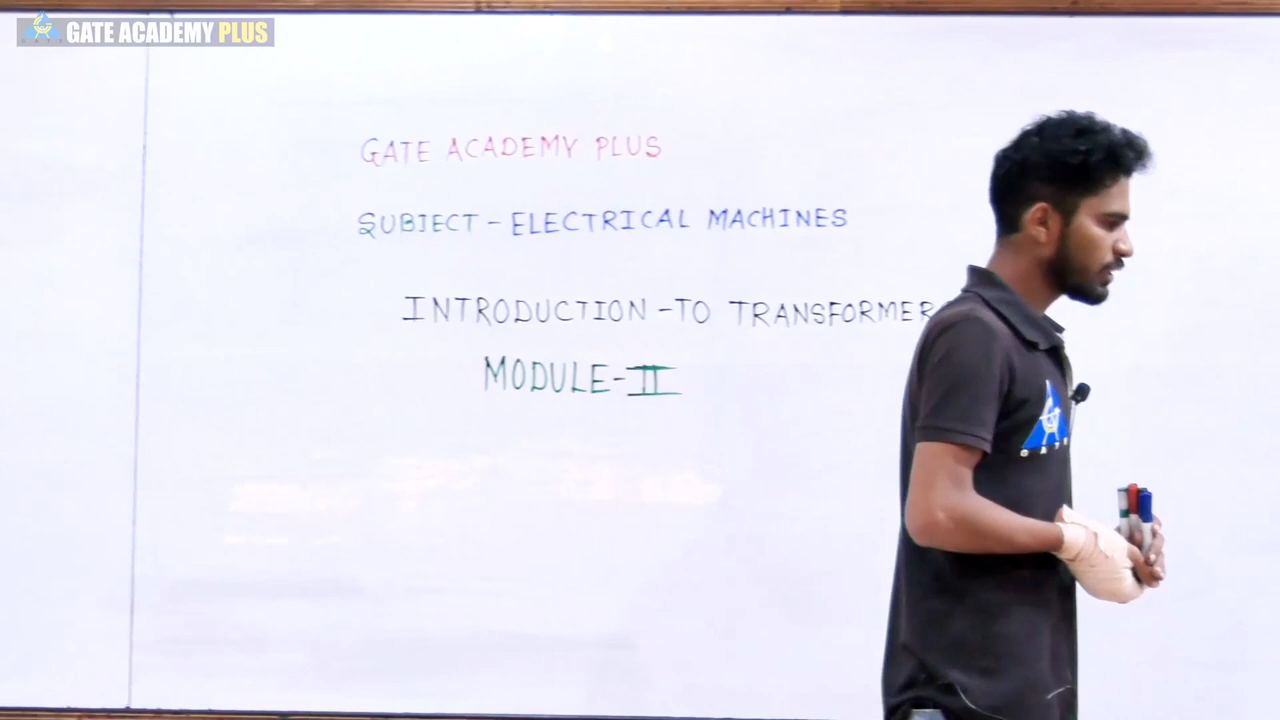 GATE ACADEMY PLUS
GATE ACADEMY PLUS
SUBJECT - ELECTRICAL MACHINES
INTRODUCTION - TO TRANSFORMER
MODULE - II